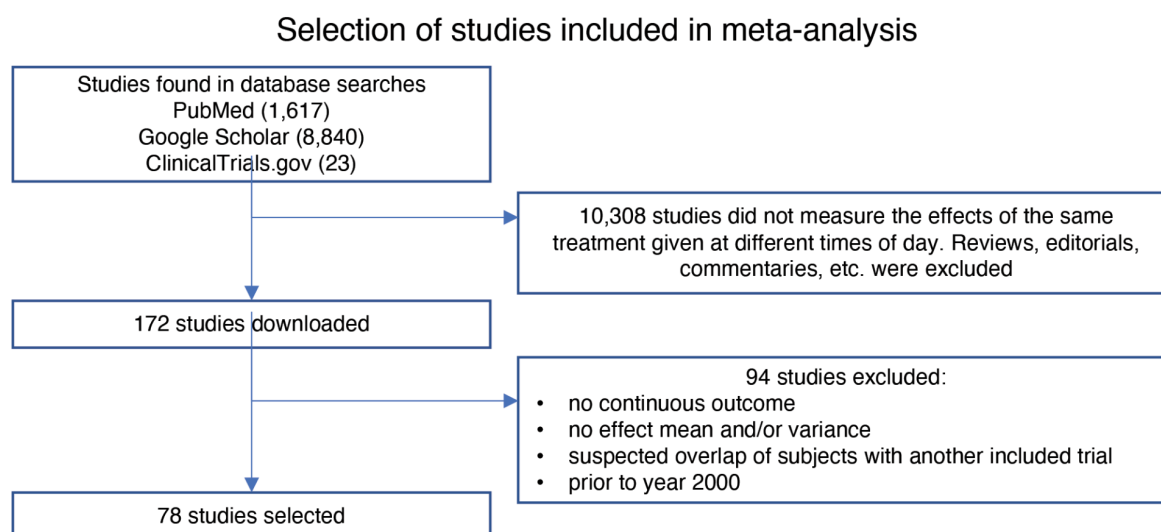 Selection of studies included in meta-analysis
Studies found in database searches
PubMed (1,617)
Google Scholar (8,840)
ClinicalTrials.gov (23)
10,308 studies did not measure the effects of the same
treatment given at different times of day. Reviews, editorials,
commentaries, etc. were excluded
172 studies downloaded
94 studies excluded:
• no continuous outcome
• no effect mean and/or variance
• suspected overlap of subjects with another included trial
• prior to year 2000
78 studies selected